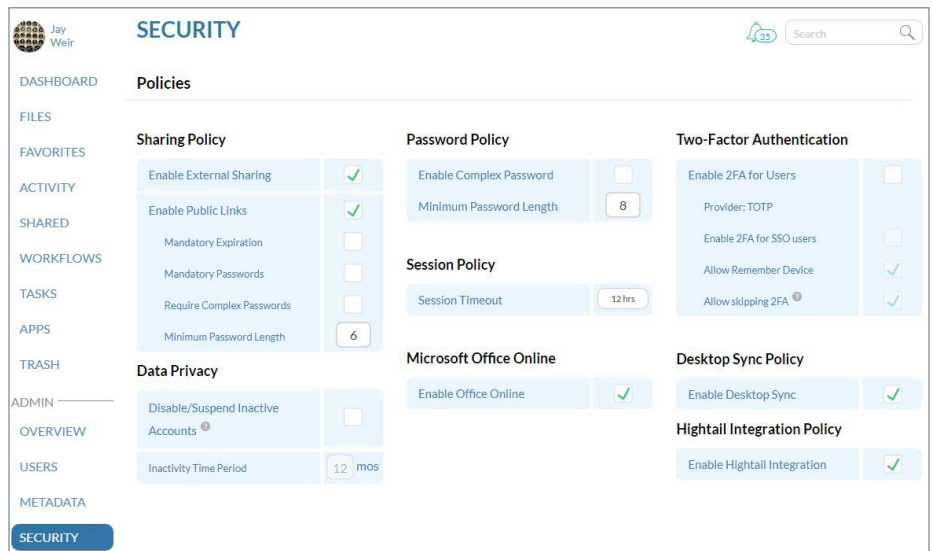 Jay
Weir
SECURITY
35
Search
DASHBOARD
FILES
FAVORITES
ACTIVITY
SHARED
WORKFLOWS
TASKS
APPS
TRASH
ADMIN
OVERVIEW
USERS
METADATA
SECURITY
Policies
Sharing Policy
Enable External Sharing
Enable Public Links
Mandatory Expiration
Mandatory Passwords
Require Complex Passwords
Minimum Password Length 6
Data Privacy
Disable/Suspend Inactive
Accounts ?
Inactivity Time Period 12 mos
Password Policy
Enable Complex Password
Minimum Password Length 8
Session Policy
Session Timeout 12 hrs
Microsoft Office Online
Enable Office Online
Two-Factor Authentication
Enable 2FA for Users
Provider: TOTP
Enable 2FA for SSO users
Allow Remember Device
Allow skipping 2FA ?
Desktop Sync Policy
Enable Desktop Sync
Hightail Integration Policy
Enable Hightail Integration